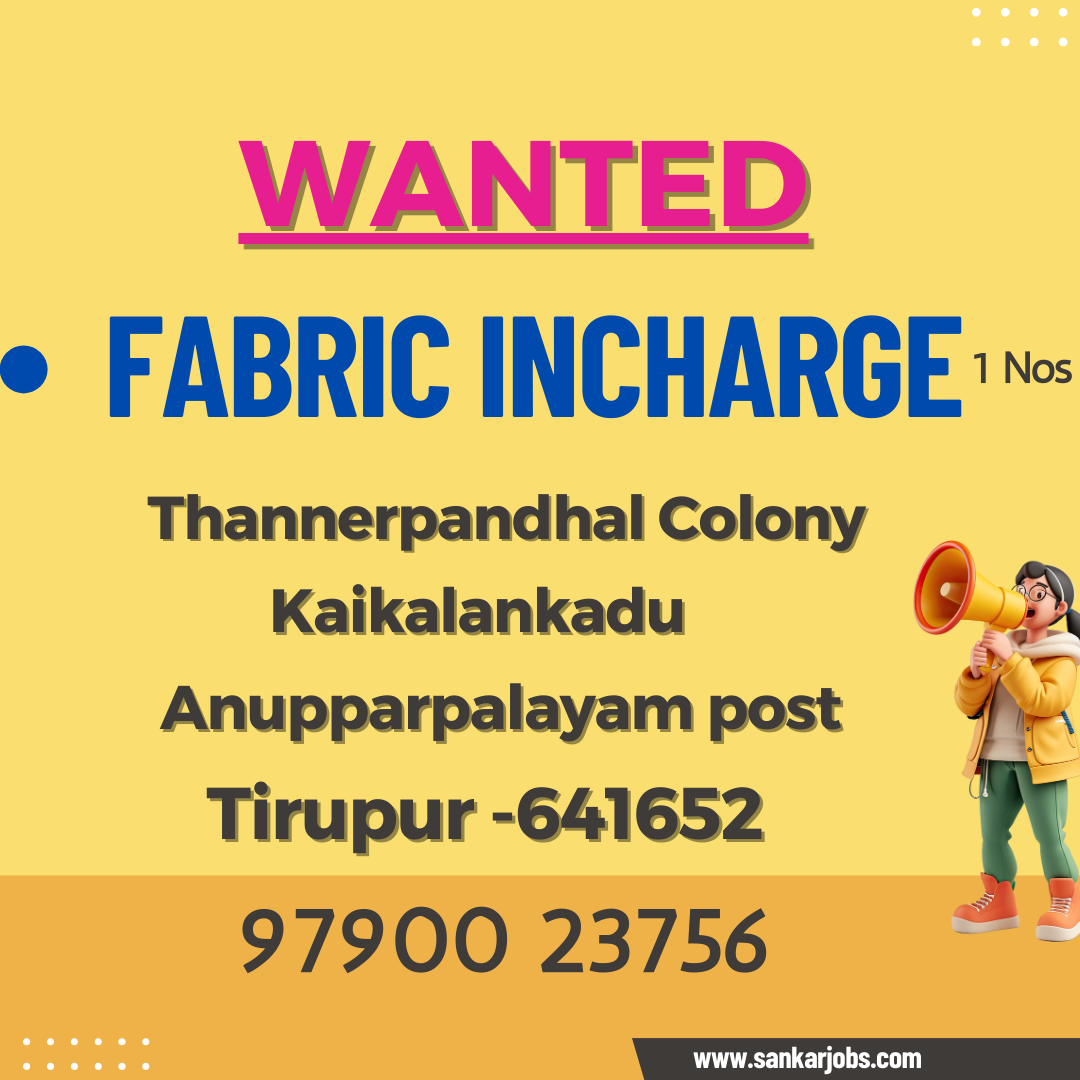 WANTED
• FABRIC INCHARGE 1 Nos
Thannerpandhal Colony
Kaikalankadu
Anupparpalayam post
Tirupur -641652
97900 23756
www.sankarjobs.com